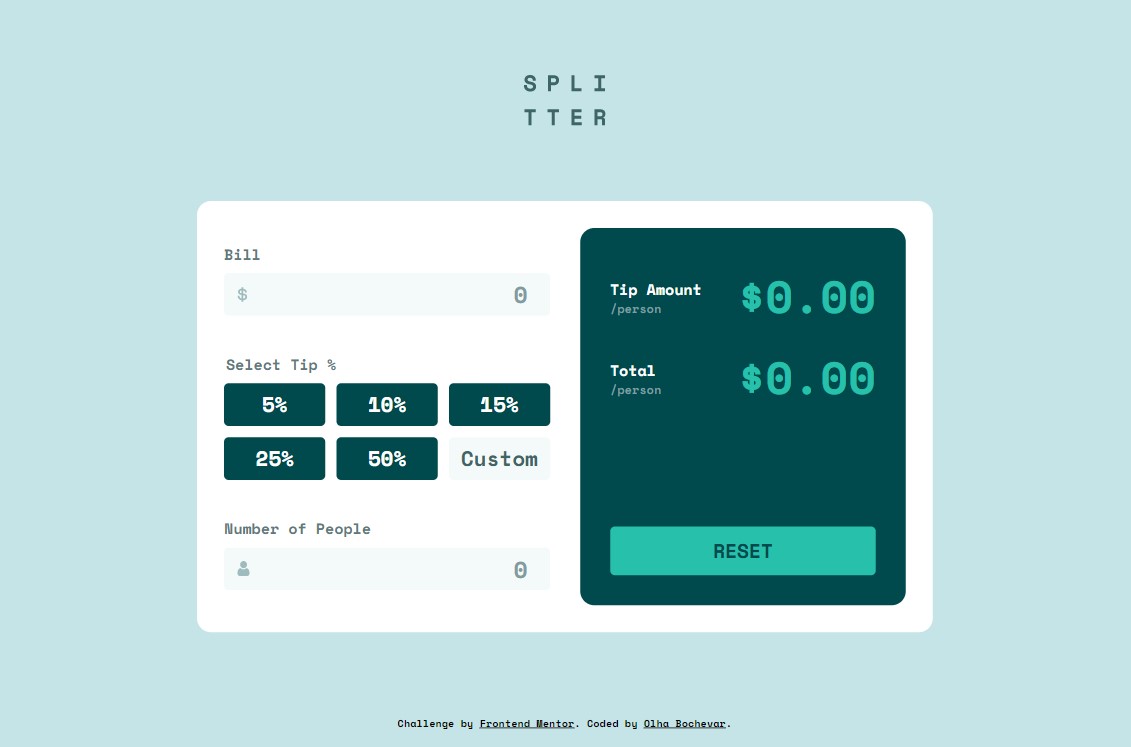 SPLI
TTER
Bill
$ 0
Select Tip %
5% 10% 15%
25% 50% Custom
Number of People
0
Tip Amount $0.00
/person
Total $0.00
/person
RESET
Challenge by Frontend Mentor. Coded by Olha Bochevar.